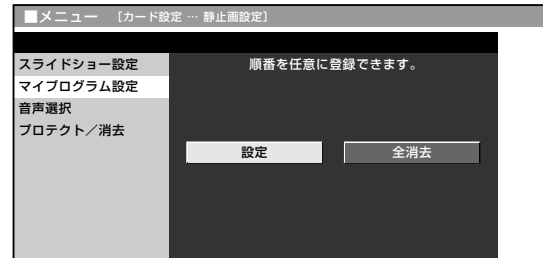 ■メニュー [カード設定 … 静止画設定]
スライドショー設定
マイプログラム設定
音声選択
プロテクト／消去
順番を任意に登録できます。
設定 全消去